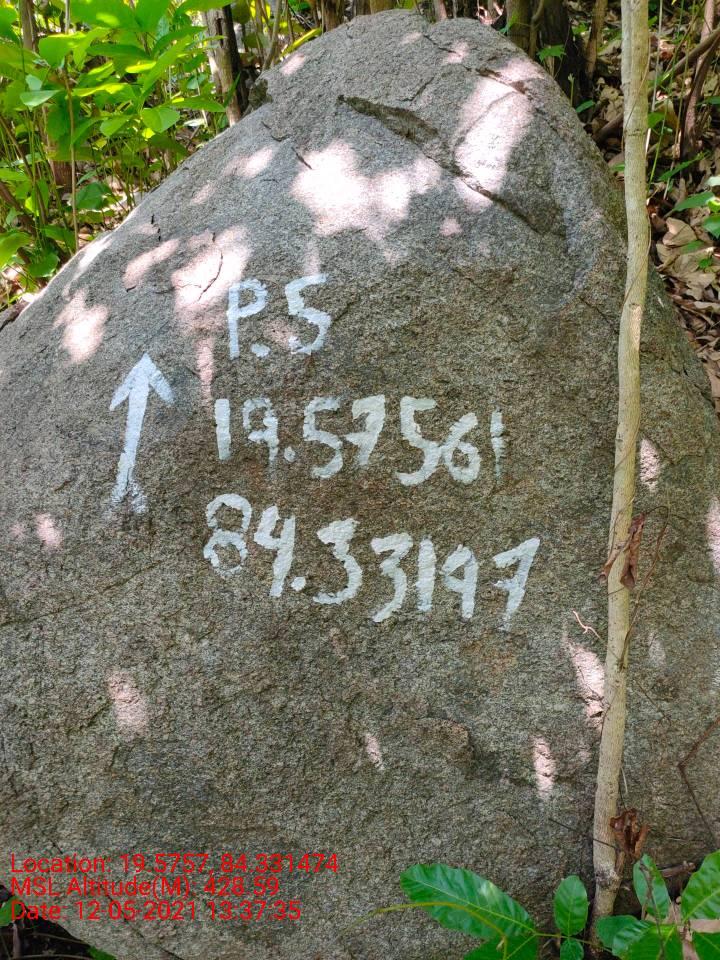 P.5
19.57561
84.33197
Location: 19.5757 84.331474
MSL Altitude(M): 428.59
Date: 12-05-2021 13:37:35